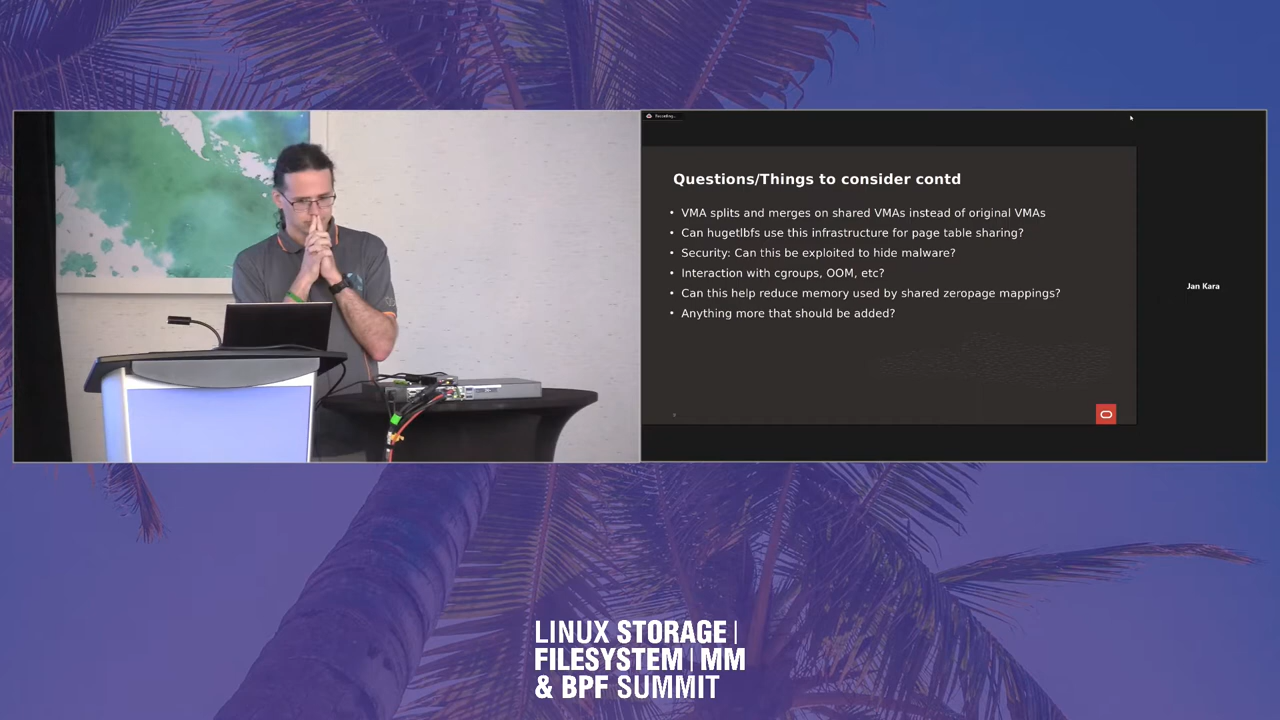 Recording...
Questions/Things to consider contd
• VMA splits and merges on shared VMAs instead of original VMAs
• Can hugetlbfs use this infrastructure for page table sharing?
• Security: Can this be exploited to hide malware?
• Interaction with cgroups, OOM, etc?
• Can this help reduce memory used by shared zeropage mappings?
• Anything more that should be added?
Jan Kara
LINUX STORAGE |
FILESYSTEM | MM
& BPF SUMMIT